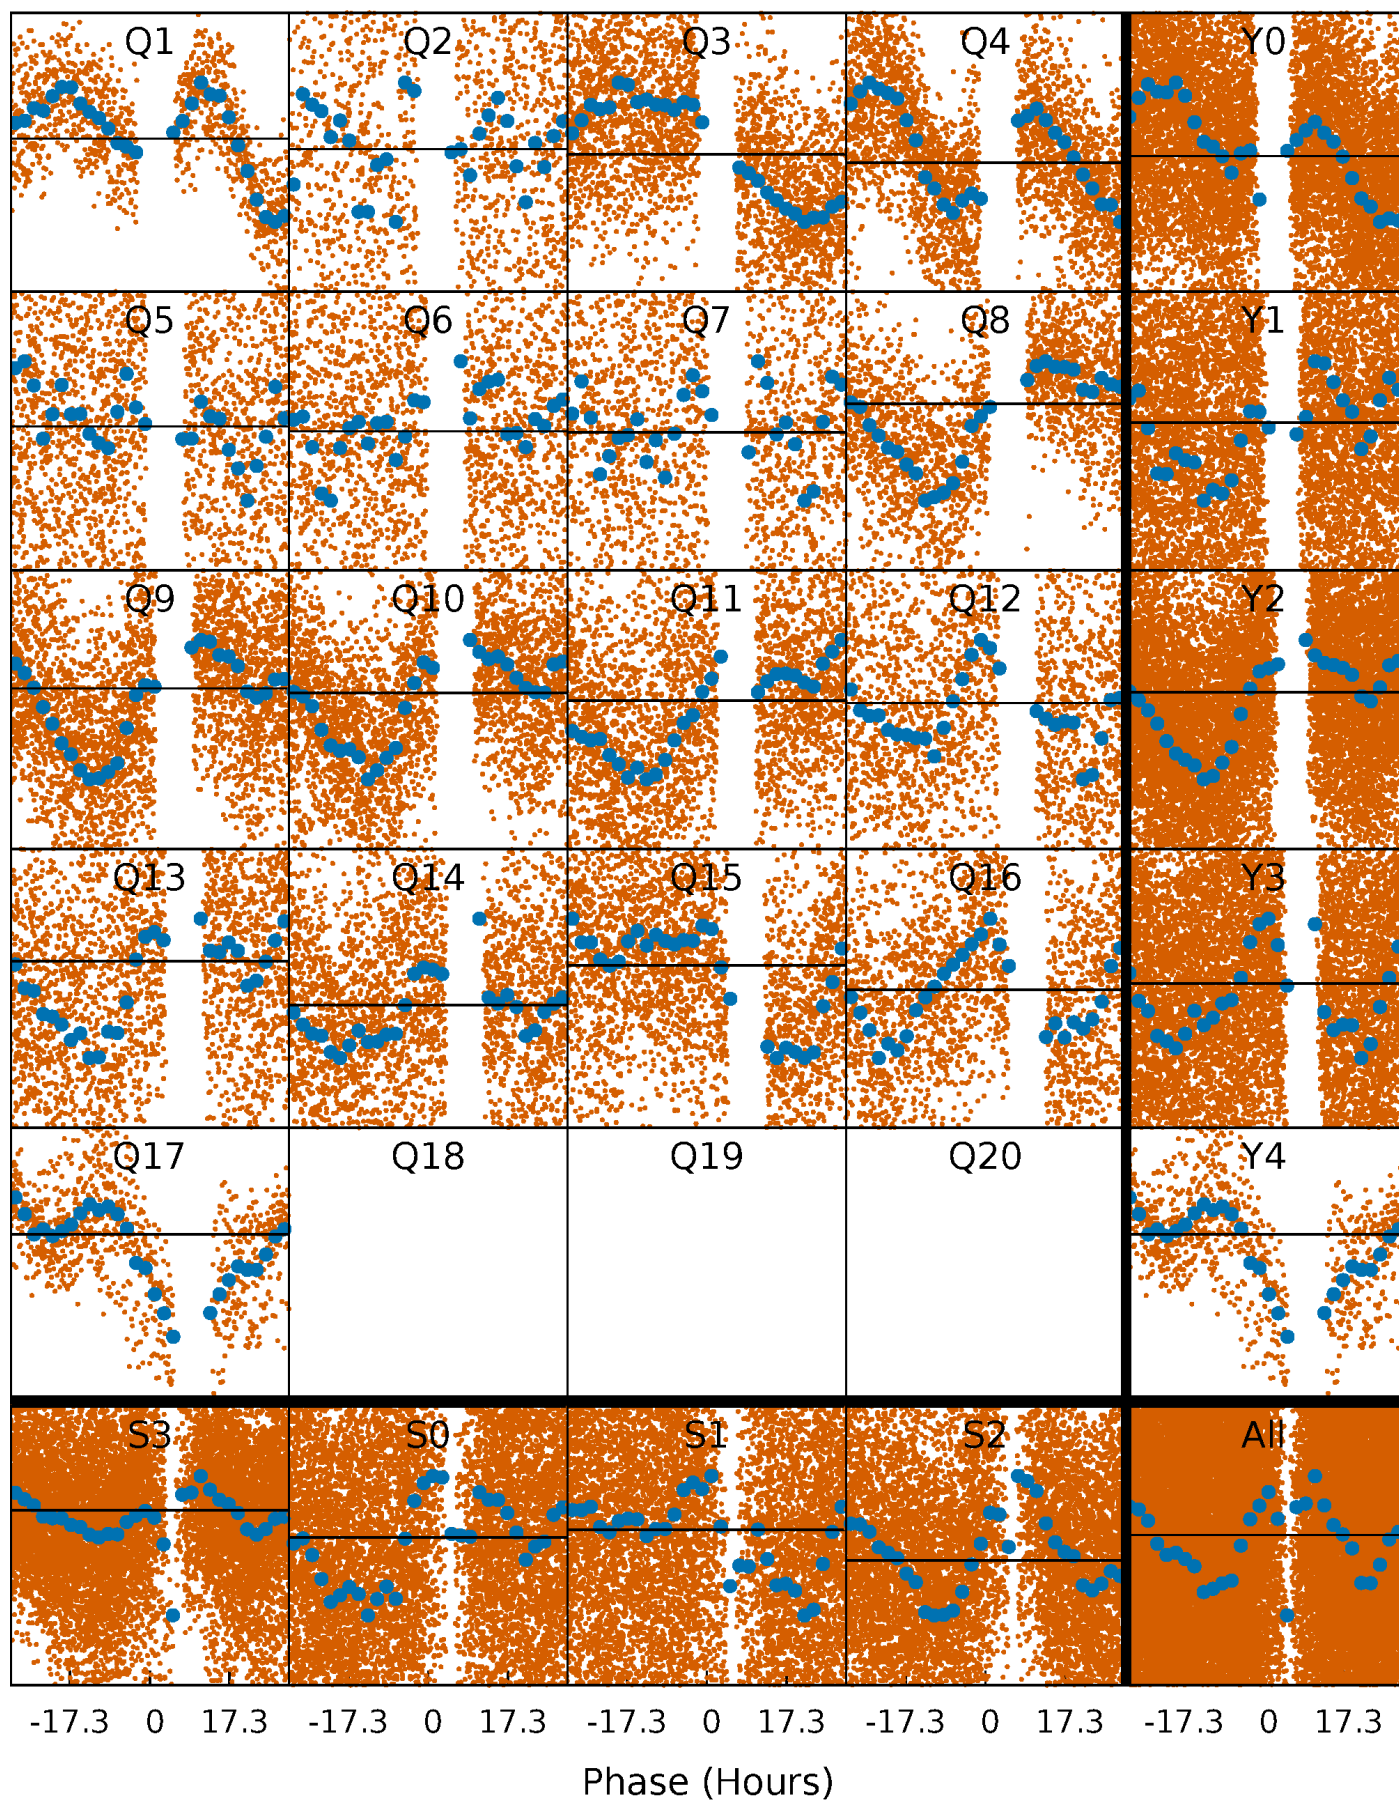 Q1 Q2 Q3 Q4 Y0
Q5 Q6 Q7 Q8 Y1
Q9 Q10 Q11 Q12 Y2
Q13 Q14 Q15 Q16 Y3
Q17 Q18 Q19 Q20 Y4
S3 S0 S1 S2 All
-17.3 0 17.3 -17.3 0 17.3 -17.3 0 17.3 -17.3 0 17.3 -17.3 0 17.3
Phase (Hours)